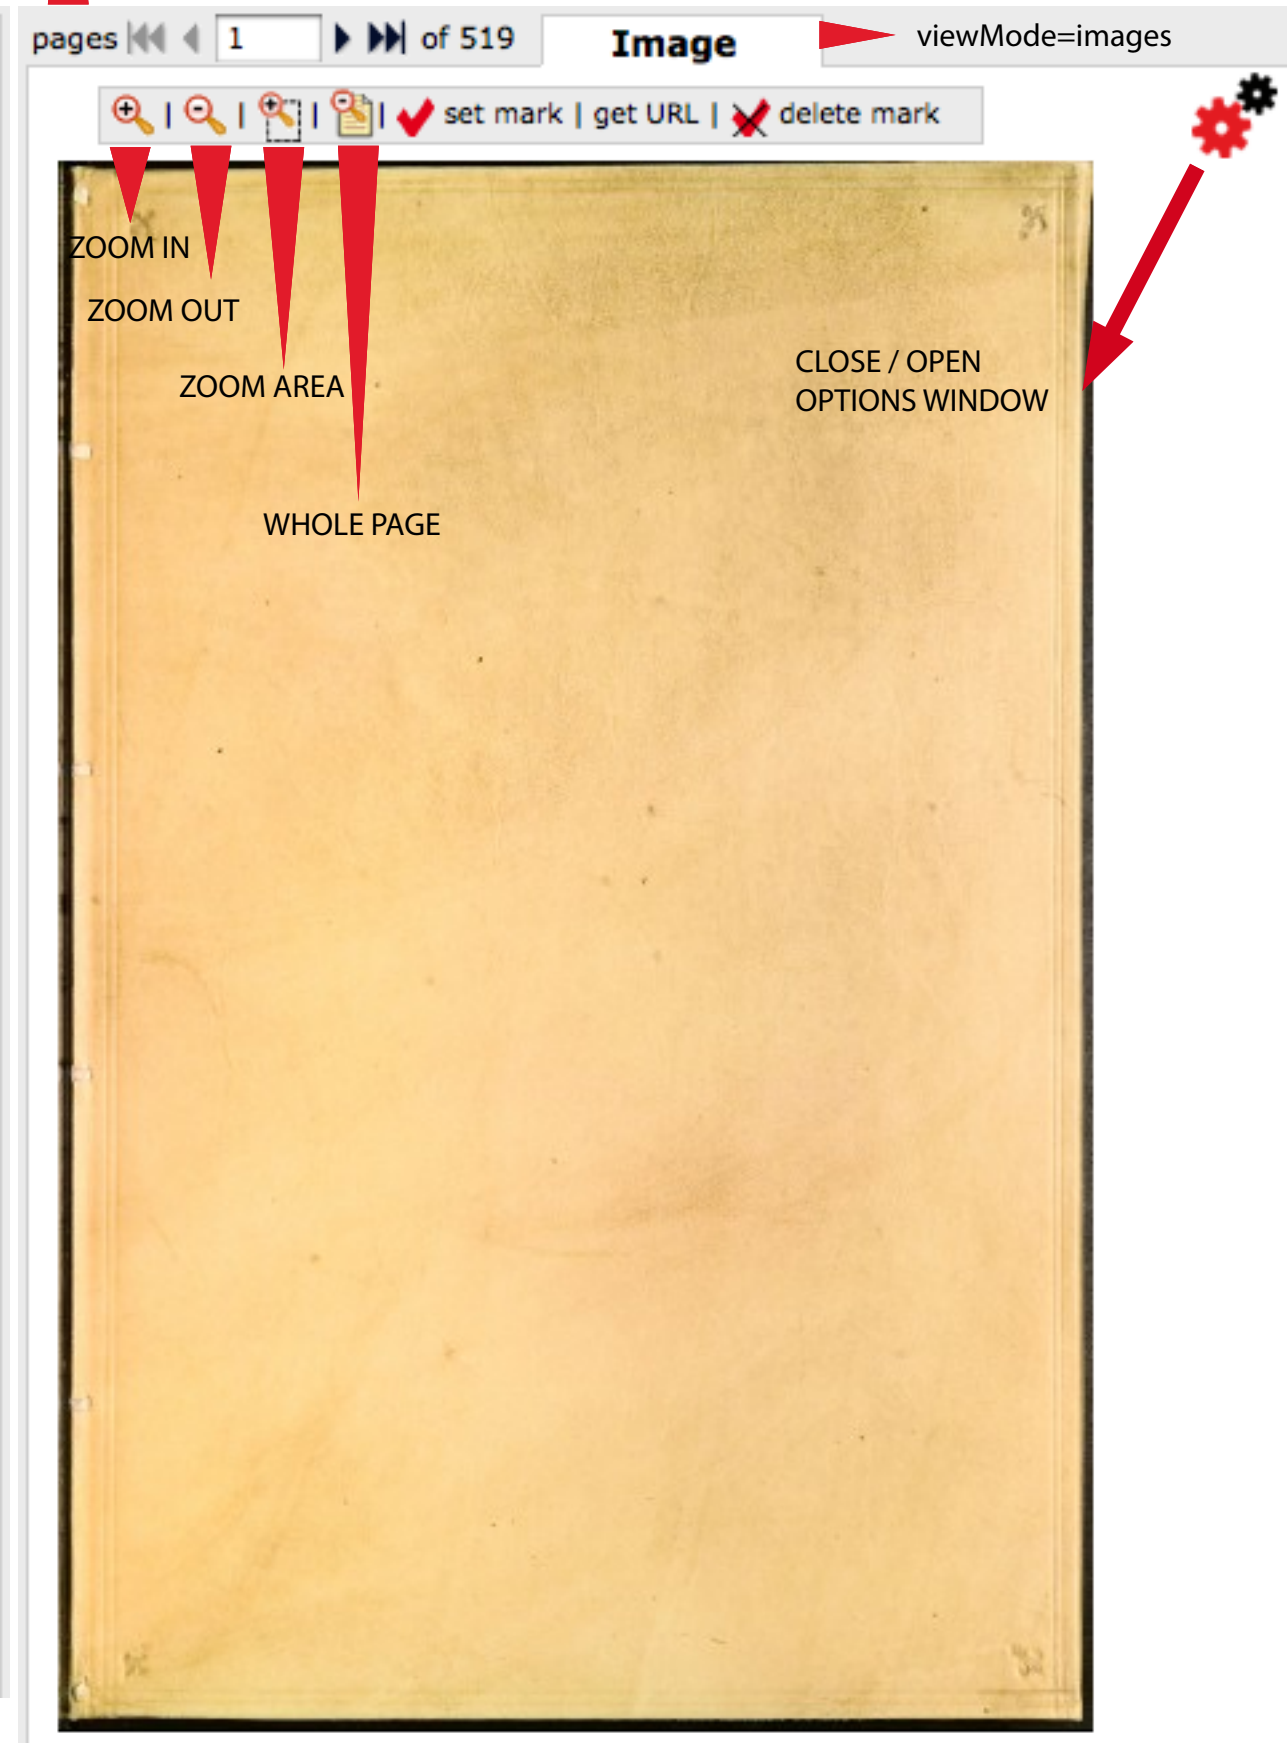 pages 1 of 519 Image viewMode=images
| | | | set mark | get URL | delete mark
ZOOM IN
ZOOM OUT
CLOSE / OPEN
OPTIONS WINDOW
ZOOM AREA
WHOLE PAGE